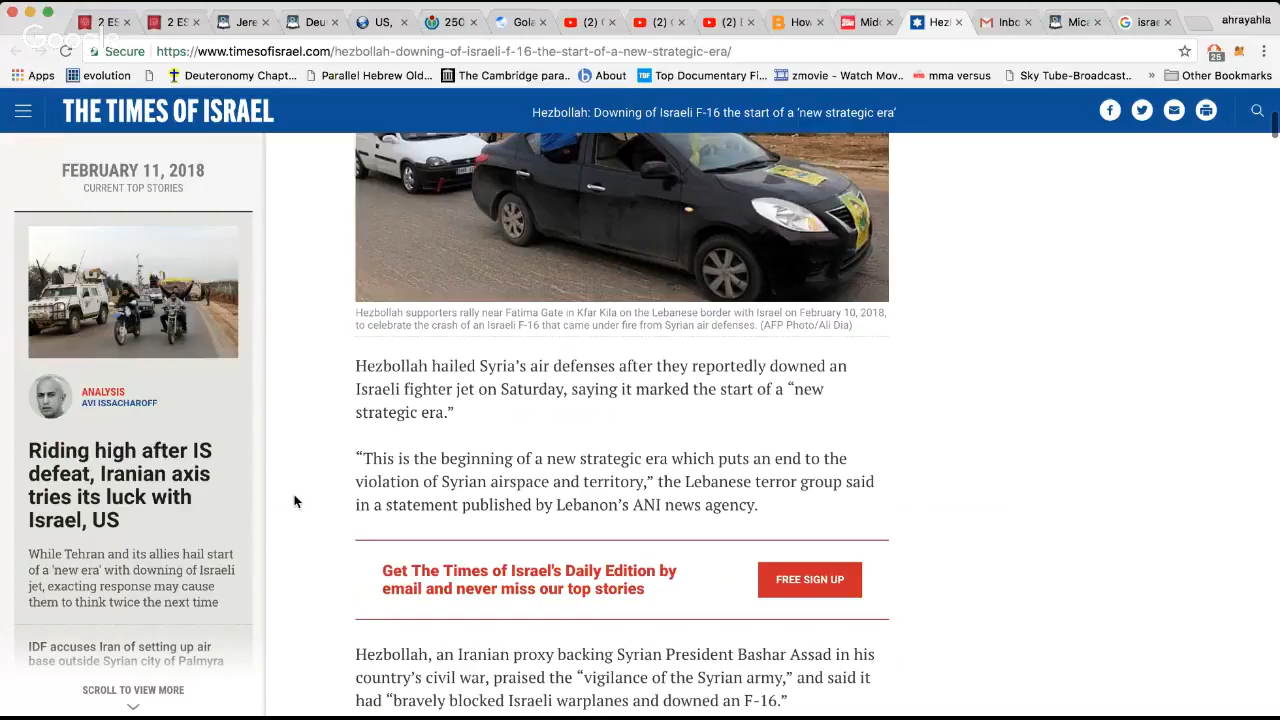 2 ES
2 ES
Jere
Deu
US,
250
Gola
(2) (
(2) (
(2) (
How
Mid
Hezl
Inbo
Mica
israe
ahrayahla
Google
Secure https://www.timesofisrael.com/hezbollah-downing-of-israeli-f-16-the-start-of-a-new-strategic-era/
25
Apps evolution Deuteronomy Chapt... Parallel Hebrew Old... The Cambridge para... About TDF Top Documentary Fi... zmovie - Watch Mov... mma versus Sky Tube-Broadcast... » Other Bookmarks
THE TIMES OF ISRAEL
Hezbollah: Downing of Israeli F-16 the start of a ‘new strategic era’
FEBRUARY 11, 2018
CURRENT TOP STORIES
ANALYSIS
AVI ISSACHAROFF
Riding high after IS
defeat, Iranian axis
tries its luck with
Israel, US
While Tehran and its allies hail start
of a 'new era' with downing of Israeli
jet, exacting response may cause
them to think twice the next time
IDF accuses Iran of setting up air
base outside Syrian city of Palmyra
SCROLL TO VIEW MORE
Hezbollah supporters rally near Fatima Gate in Kfar Kila on the Lebanese border with Israel on February 10, 2018,
to celebrate the crash of an Israeli F-16 that came under fire from Syrian air defenses. (AFP Photo/Ali Dia)
Hezbollah hailed Syria’s air defenses after they reportedly downed an
Israeli fighter jet on Saturday, saying it marked the start of a “new
strategic era.”
“This is the beginning of a new strategic era which puts an end to the
violation of Syrian airspace and territory,” the Lebanese terror group said
in a statement published by Lebanon’s ANI news agency.
Get The Times of Israel's Daily Edition by
email and never miss our top stories
FREE SIGN UP
Hezbollah, an Iranian proxy backing Syrian President Bashar Assad in his
country’s civil war, praised the “vigilance of the Syrian army,” and said it
had “bravely blocked Israeli warplanes and downed an F-16.”